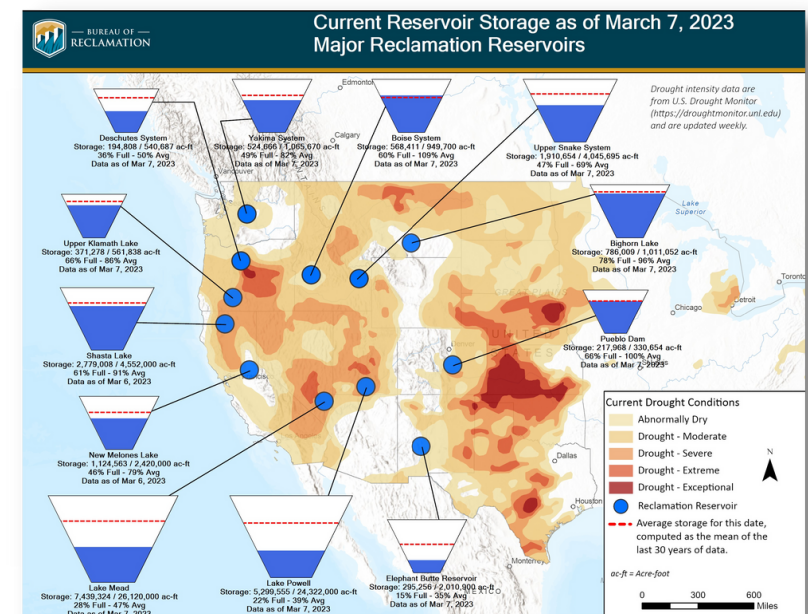 BUREAU OF
RECLAMATION
Current Reservoir Storage as of March 7, 2023
Major Reclamation Reservoirs
Drought intensity data are
from U.S. Drought Monitor
(https://droughtmonitor.unl.edu)
and are updated weekly.
Edmonton
Calgary
Vancouver
Deschutes System
Storage: 194,808 / 540,687 ac-ft
36% Full - 50% Avg
Data as of Mar 7, 2023
Yakima System
Storage: 524,666 / 1,065,670 ac-ft
49% Full - 82% Avg
Data as of Mar 7, 2023
Boise System
Storage: 568,411 / 949,700 ac-ft
60% Full - 109% Avg
Data as of Mar 7, 2023
Upper Snake System
Storage: 1,910,654 / 4,045,695 ac-ft
47% Full - 69% Avg
Data as of Mar 7, 2023
Lake
Superior
Upper Klamath Lake
Storage: 371,278 / 561,838 ac-ft
66% Full - 86% Avg
Data as of Mar 7, 2023
Bighorn Lake
Storage: 786,009 / 1,011,052 ac-ft
78% Full - 96% Avg
Data as of Mar 7, 2023
Toronto
Detroit
Chicago
UNITED
STATES
Shasta Lake
Storage: 2,779,008 / 4,552,000 ac-ft
61% Full - 91% Avg
Data as of Mar 6, 2023
Pueblo Dam
Storage: 217,968 / 330,654 ac-ft
66% Full - 100% Avg
Data as of Mar 7, 2023
New Melones Lake
Storage: 1,124,563 / 2,420,000 ac-ft
46% Full - 79% Avg
Data as of Mar 6, 2023
Current Drought Conditions
Abnormally Dry
Drought - Moderate
Drought - Severe
Drought - Extreme
Drought - Exceptional
Reclamation Reservoir
Average storage for this date,
computed as the mean of the
last 30 years of data.
N
ac-ft = Acre-foot
0 300 600
Miles
Dallas
Houston
Monterrey
MEXICO
Lake Mead
Storage: 7,439,324 / 26,120,000 ac-ft
28% Full - 47% Avg
Data as of Mar 7, 2023
Lake Powell
Storage: 5,299,555 / 24,322,000 ac-ft
22% Full - 39% Avg
Data as of Mar 7, 2023
Elephant Butte Reservoir
Storage: 295,256 / 2,010,900 ac-ft
15% Full - 35% Avg
Data as of Mar 7, 2023